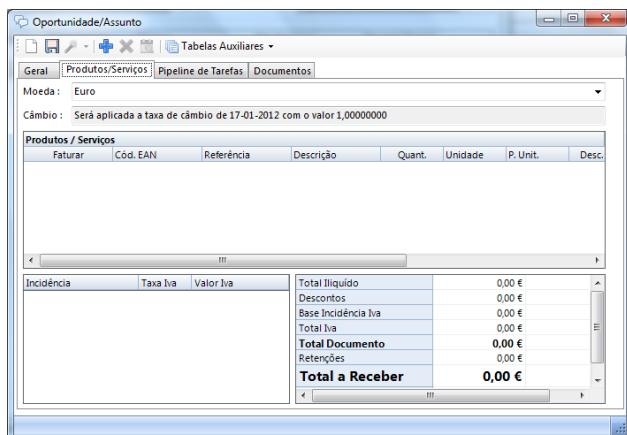 Oportunidade/Assunto
Tabelas Auxiliares
Geral Produtos/Serviços Pipeline de Tarefas Documentos
Moeda : Euro
Câmbio : Será aplicada a taxa de câmbio de 17-01-2012 com o valor 1,00000000
Produtos / Serviços
Faturar Cód. EAN Referência Descrição Quant. Unidade P. Unit. Desc.
Incidência Taxa Iva Valor Iva
Total Iliquído 0,00 €
Descontos 0,00 €
Base Incidência Iva 0,00 €
Total Iva 0,00 €
Total Documento 0,00 €
Retenções 0,00 €
Total a Receber 0,00 €